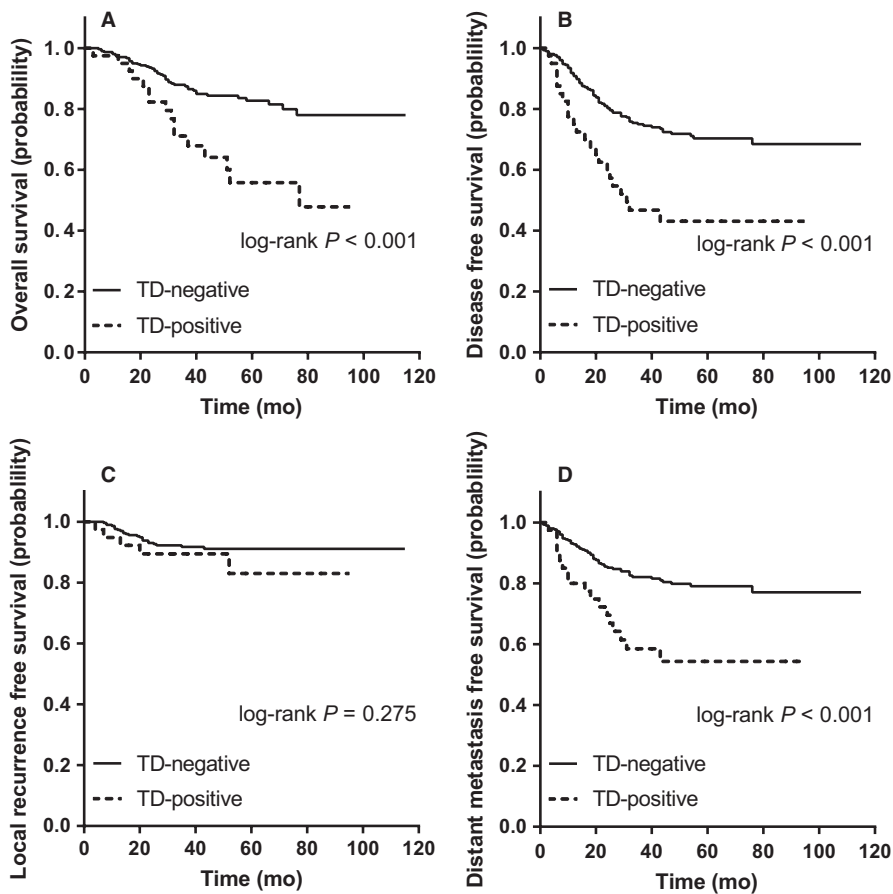 A
Overall survival (probablility)
1.0
0.8
0.6
0.4
0.2
0.0
log-rank P < 0.001
TD-negative
TD-positive
0 20 40 60 80 100 120
Time (mo)
B
Disease free survival (probablility)
1.0
0.8
0.6
0.4
0.2
0.0
log-rank P < 0.001
TD-negative
TD-positive
0 20 40 60 80 100 120
Time (mo)
C
Local recurrence free survival (probablility)
1.0
0.8
0.6
0.4
0.2
0.0
log-rank P = 0.275
TD-negative
TD-positive
0 20 40 60 80 100 120
Time (mo)
D
Distant metastasis free survival (probablility)
1.0
0.8
0.6
0.4
0.2
0.0
log-rank P < 0.001
TD-negative
TD-positive
0 20 40 60 80 100 120
Time (mo)